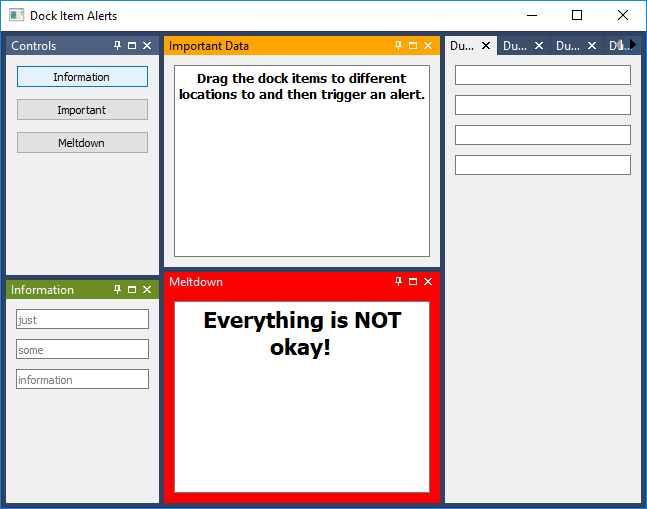 Dock Item Alerts
Controls
Information
Important
Meltdown
Information
just
some
information
Important Data
Drag the dock items to different
locations to and then trigger an alert.
Meltdown
Everything is NOT
okay!
Du... Du... Du... Du...